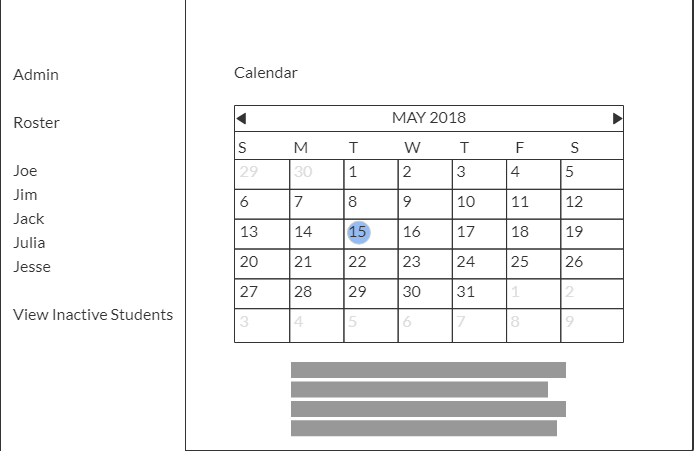 Admin
Roster
Joe
Jim
Jack
Julia
Jesse
View Inactive Students
Calendar
MAY 2018
S M T W T F S
29 30 1 2 3 4 5
6 7 8 9 10 11 12
13 14 15 16 17 18 19
20 21 22 23 24 25 26
27 28 29 30 31 1 2
3 4 5 6 7 8 9